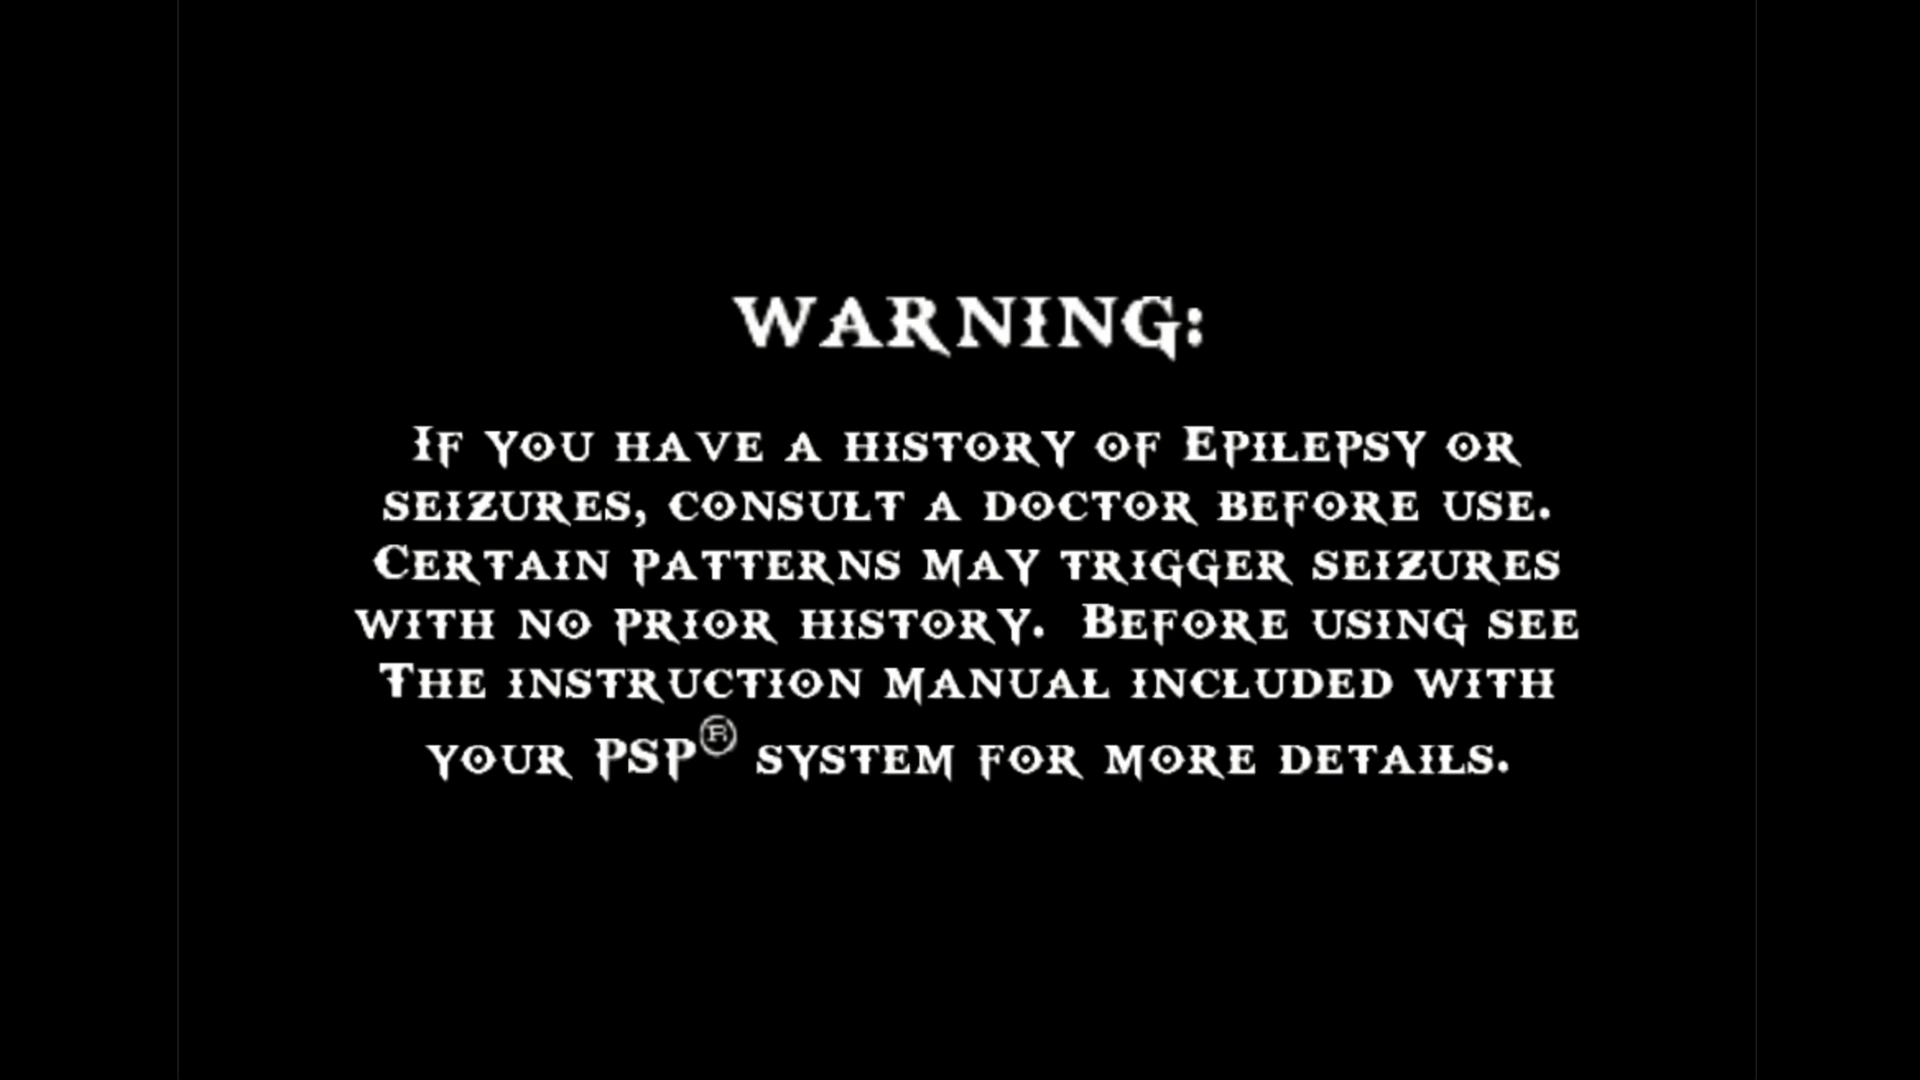 WARNING:
If you have a history of Epilepsy or
seizures, consult a doctor before use.
Certain patterns may trigger seizures
with no prior history.  Before using see
The instruction manual included with
your PSP® system for more details.